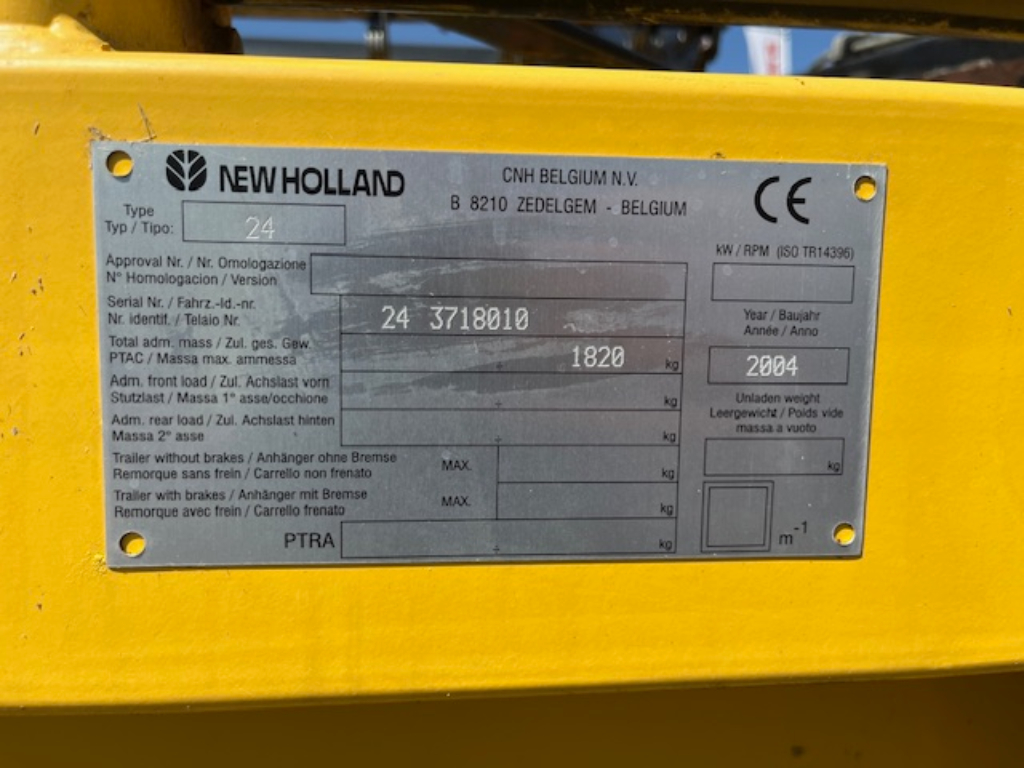 NEW HOLLAND
CNH BELGIUM N.V.
B 8210 ZEDELGEM - BELGIUM
CE
Type
Typ / Tipo:
24
Approval Nr. / Nr. Omologazione
N° Homologacion / Version
kW / RPM (ISO TR14396)
Serial Nr. / Fahrz.-Id.-nr.
Nr. identif. / Telaio Nr.
24 3718010
Year / Baujahr
Année / Anno
2004
Total adm. mass / Zul. ges. Gew.
PTAC / Massa max. ammessa
1820 kg
Adm. front load / Zul. Achslast vorn
Stutzlast / Massa 1° asse/occhione
kg
Unladen weight
Leergewicht / Poids vide
massa a vuoto
kg
Adm. rear load / Zul. Achslast hinten
Massa 2° asse
kg
Trailer without brakes / Anhänger ohne Bremse
Remorque sans frein / Carrello non frenato
MAX.
kg
Trailer with brakes / Anhänger mit Bremse
Remorque avec frein / Carrello frenato
MAX.
kg
PTRA
kg
m-1